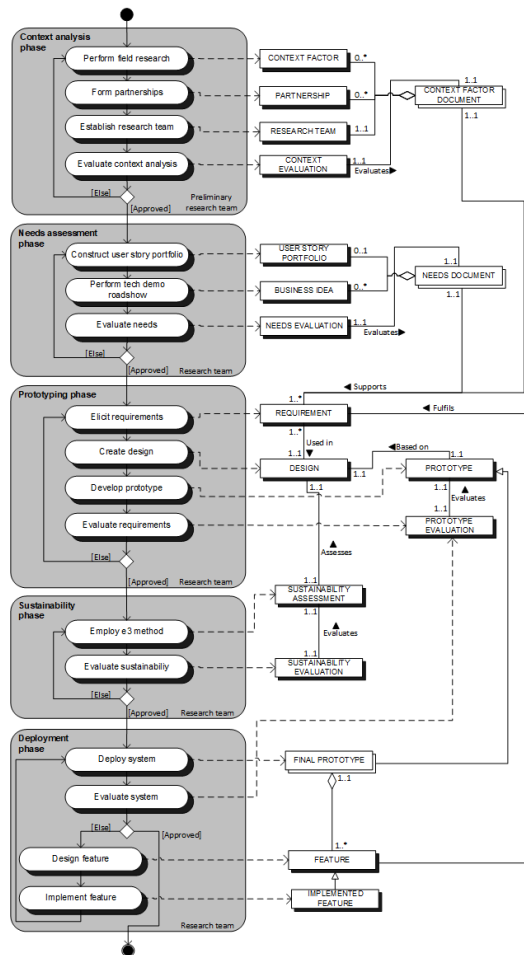 Context analysis
phase
Perform field research
CONTEXT FACTOR
0..*
1..1
Form partnerships
PARTNERSHIP
0..*
CONTEXT FACTOR
DOCUMENT
Establish research team
RESEARCH TEAM
1..1
1..1
Evaluate context analysis
CONTEXT
EVALUATION
1..1
Evaluates▶
[Else]
Preliminary
research team
[Approved]
Needs assessment
phase
Construct user story portfolio
USER STORY
PORTFOLIO
0..1
1..1
Perform tech demo
roadshow
BUSINESS IDEA
0..*
NEEDS DOCUMENT
1..1
Evaluate needs
NEEDS EVALUATION
1..1
Evaluates▶
[Else]
[Approved]
Research team
Prototyping phase
◀ Supports
1..*
Elicit requirements
REQUIREMENT
◀ Fulfils
1..*
Used in
▼
Create design
1..1
◀Based on
1..1
DESIGN
1..1
PROTOTYPE
Develop prototype
1..1
1..1
▲
Evaluates
1..1
Evaluate requirements
PROTOTYPE
EVALUATION
[Else]
▲
Assesses
[Approved]
Research team
1..1
Sustainability
phase
SUSTAINABILITY
ASSESSMENT
Employ e3 method
1..1
▲
Evaluates
1..1
Evaluate sustainabiliy
SUSTAINABILITY
EVALUATION
[Else]
[Approved]
Research team
Deployment
phase
Deploy system
FINAL PROTOTYPE
1..1
Evaluate system
[Else]
[Approved]
1..*
Design feature
FEATURE
Implement feature
IMPLEMENTED
FEATURE
Research team